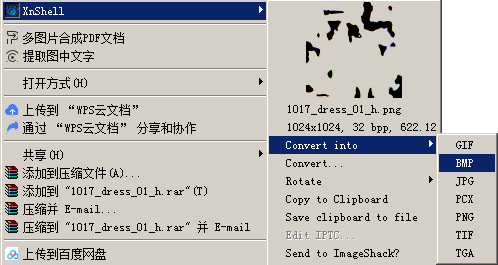 XnShell
多图片合成PDF文档
提取图中文字
打开方式(H)
上传到 “WPS云文档”
通过 “WPS云文档” 分享和协作
共享(H)
添加到压缩文件(A)...
添加到 "1017_dress_01_h.rar"(T)
压缩并 E-mail...
压缩到 "1017_dress_01_h.rar" 并 E-mail
上传到百度网盘
1017_dress_01_h.png
1024x1024, 32 bpp, 622.12
Convert into
Convert...
Rotate
Copy to Clipboard
Save clipboard to file
Edit IPTC...
Send to ImageShack?
GIF
BMP
JPG
PCX
PNG
TIF
TGA